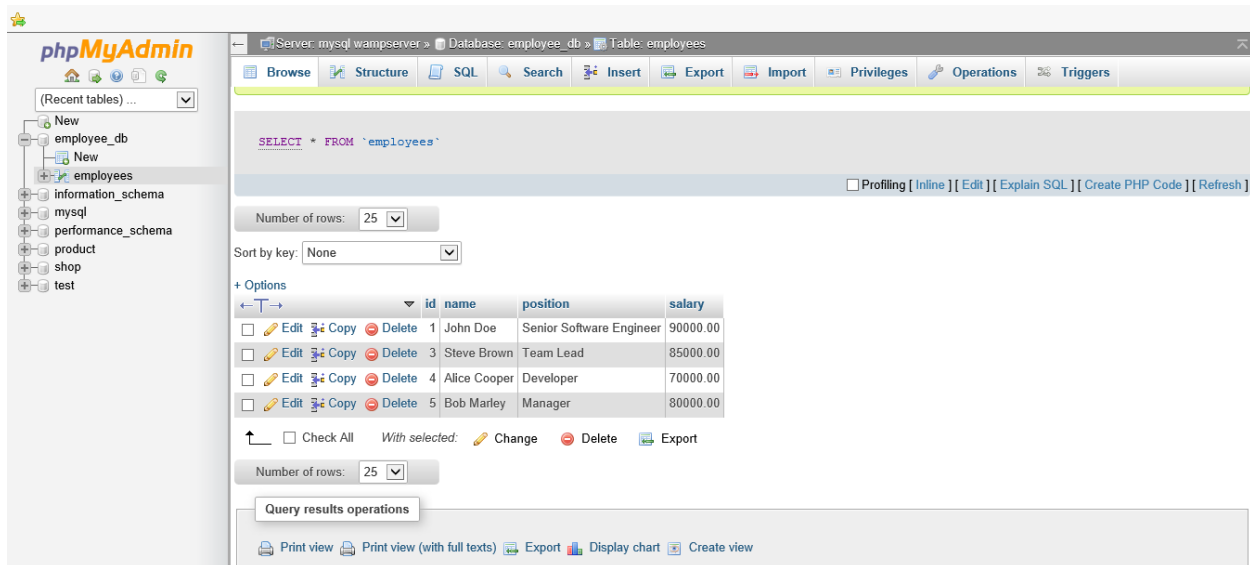 phpMyAdmin
(Recent tables) ...
New
employee_db
New
employees
information_schema
mysql
performance_schema
product
shop
test
Server: mysql wampserver » Database: employee_db » Table: employees
Browse Structure SQL Search Insert Export Import Privileges Operations Triggers
SELECT * FROM `employees`
Profiling [ Inline ] [ Edit ] [ Explain SQL ] [ Create PHP Code ] [ Refresh ]
Number of rows: 25
Sort by key: None
+ Options
←T→ id name position salary
Edit Copy Delete 1 John Doe Senior Software Engineer 90000.00
Edit Copy Delete 3 Steve Brown Team Lead 85000.00
Edit Copy Delete 4 Alice Cooper Developer 70000.00
Edit Copy Delete 5 Bob Marley Manager 80000.00
Check All With selected: Change Delete Export
Number of rows: 25
Query results operations
Print view Print view (with full texts) Export Display chart Create view